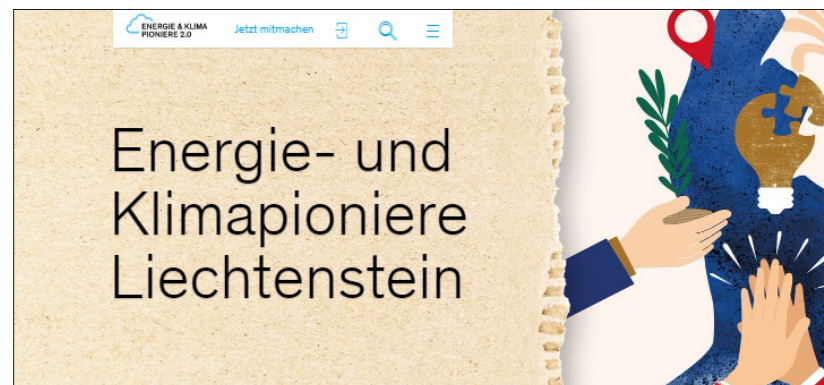 ENERGIE & KLIMA
PIONIERE 2.0
Jetzt mitmachen
Energie- und
Klimapioniere
Liechtenstein